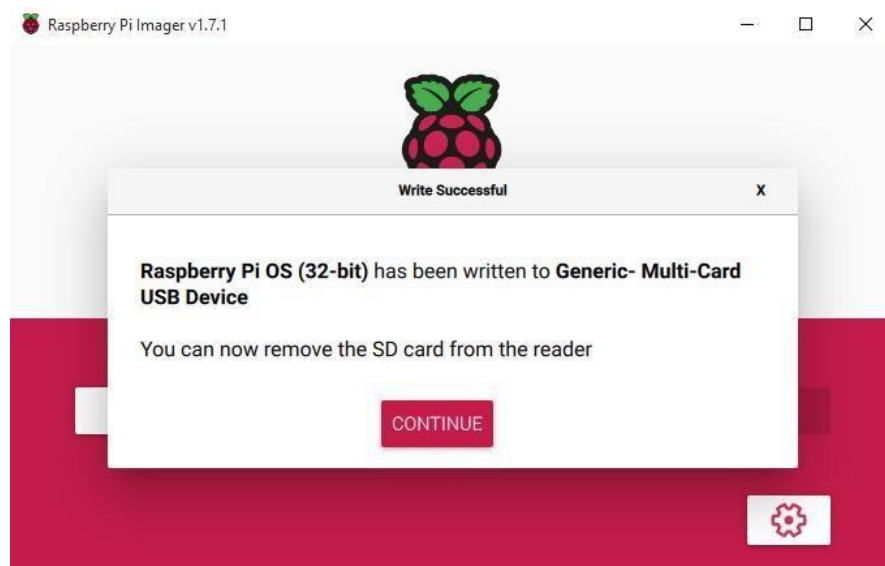 Raspberry Pi Imager v1.7.1
Write Successful
X
Raspberry Pi OS (32-bit) has been written to Generic- Multi-Card
USB Device
You can now remove the SD card from the reader
CONTINUE